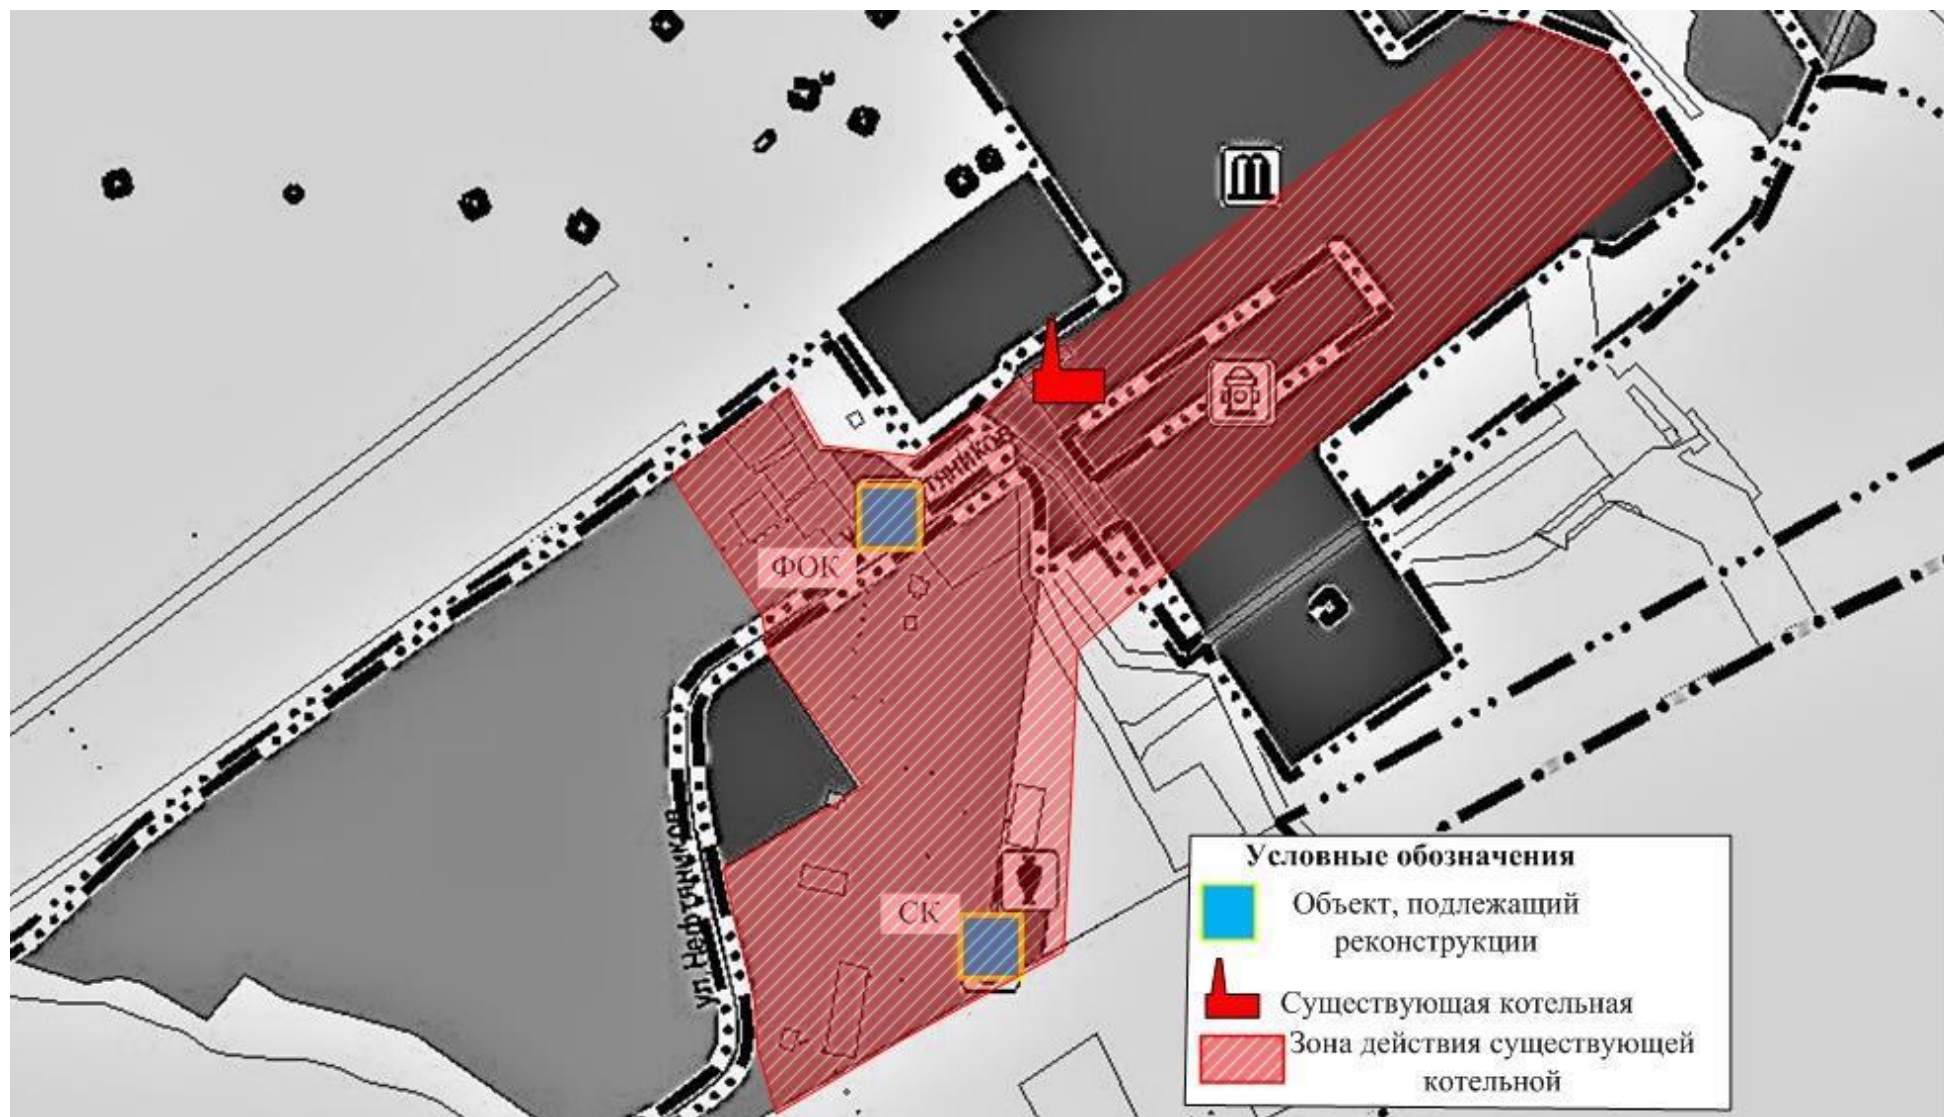 тяников
ФОК
ул.Нефтяников
СК
Условные обозначения
Объект, подлежащий
реконструкции
Существующая котельная
Зона действия существующей
котельной